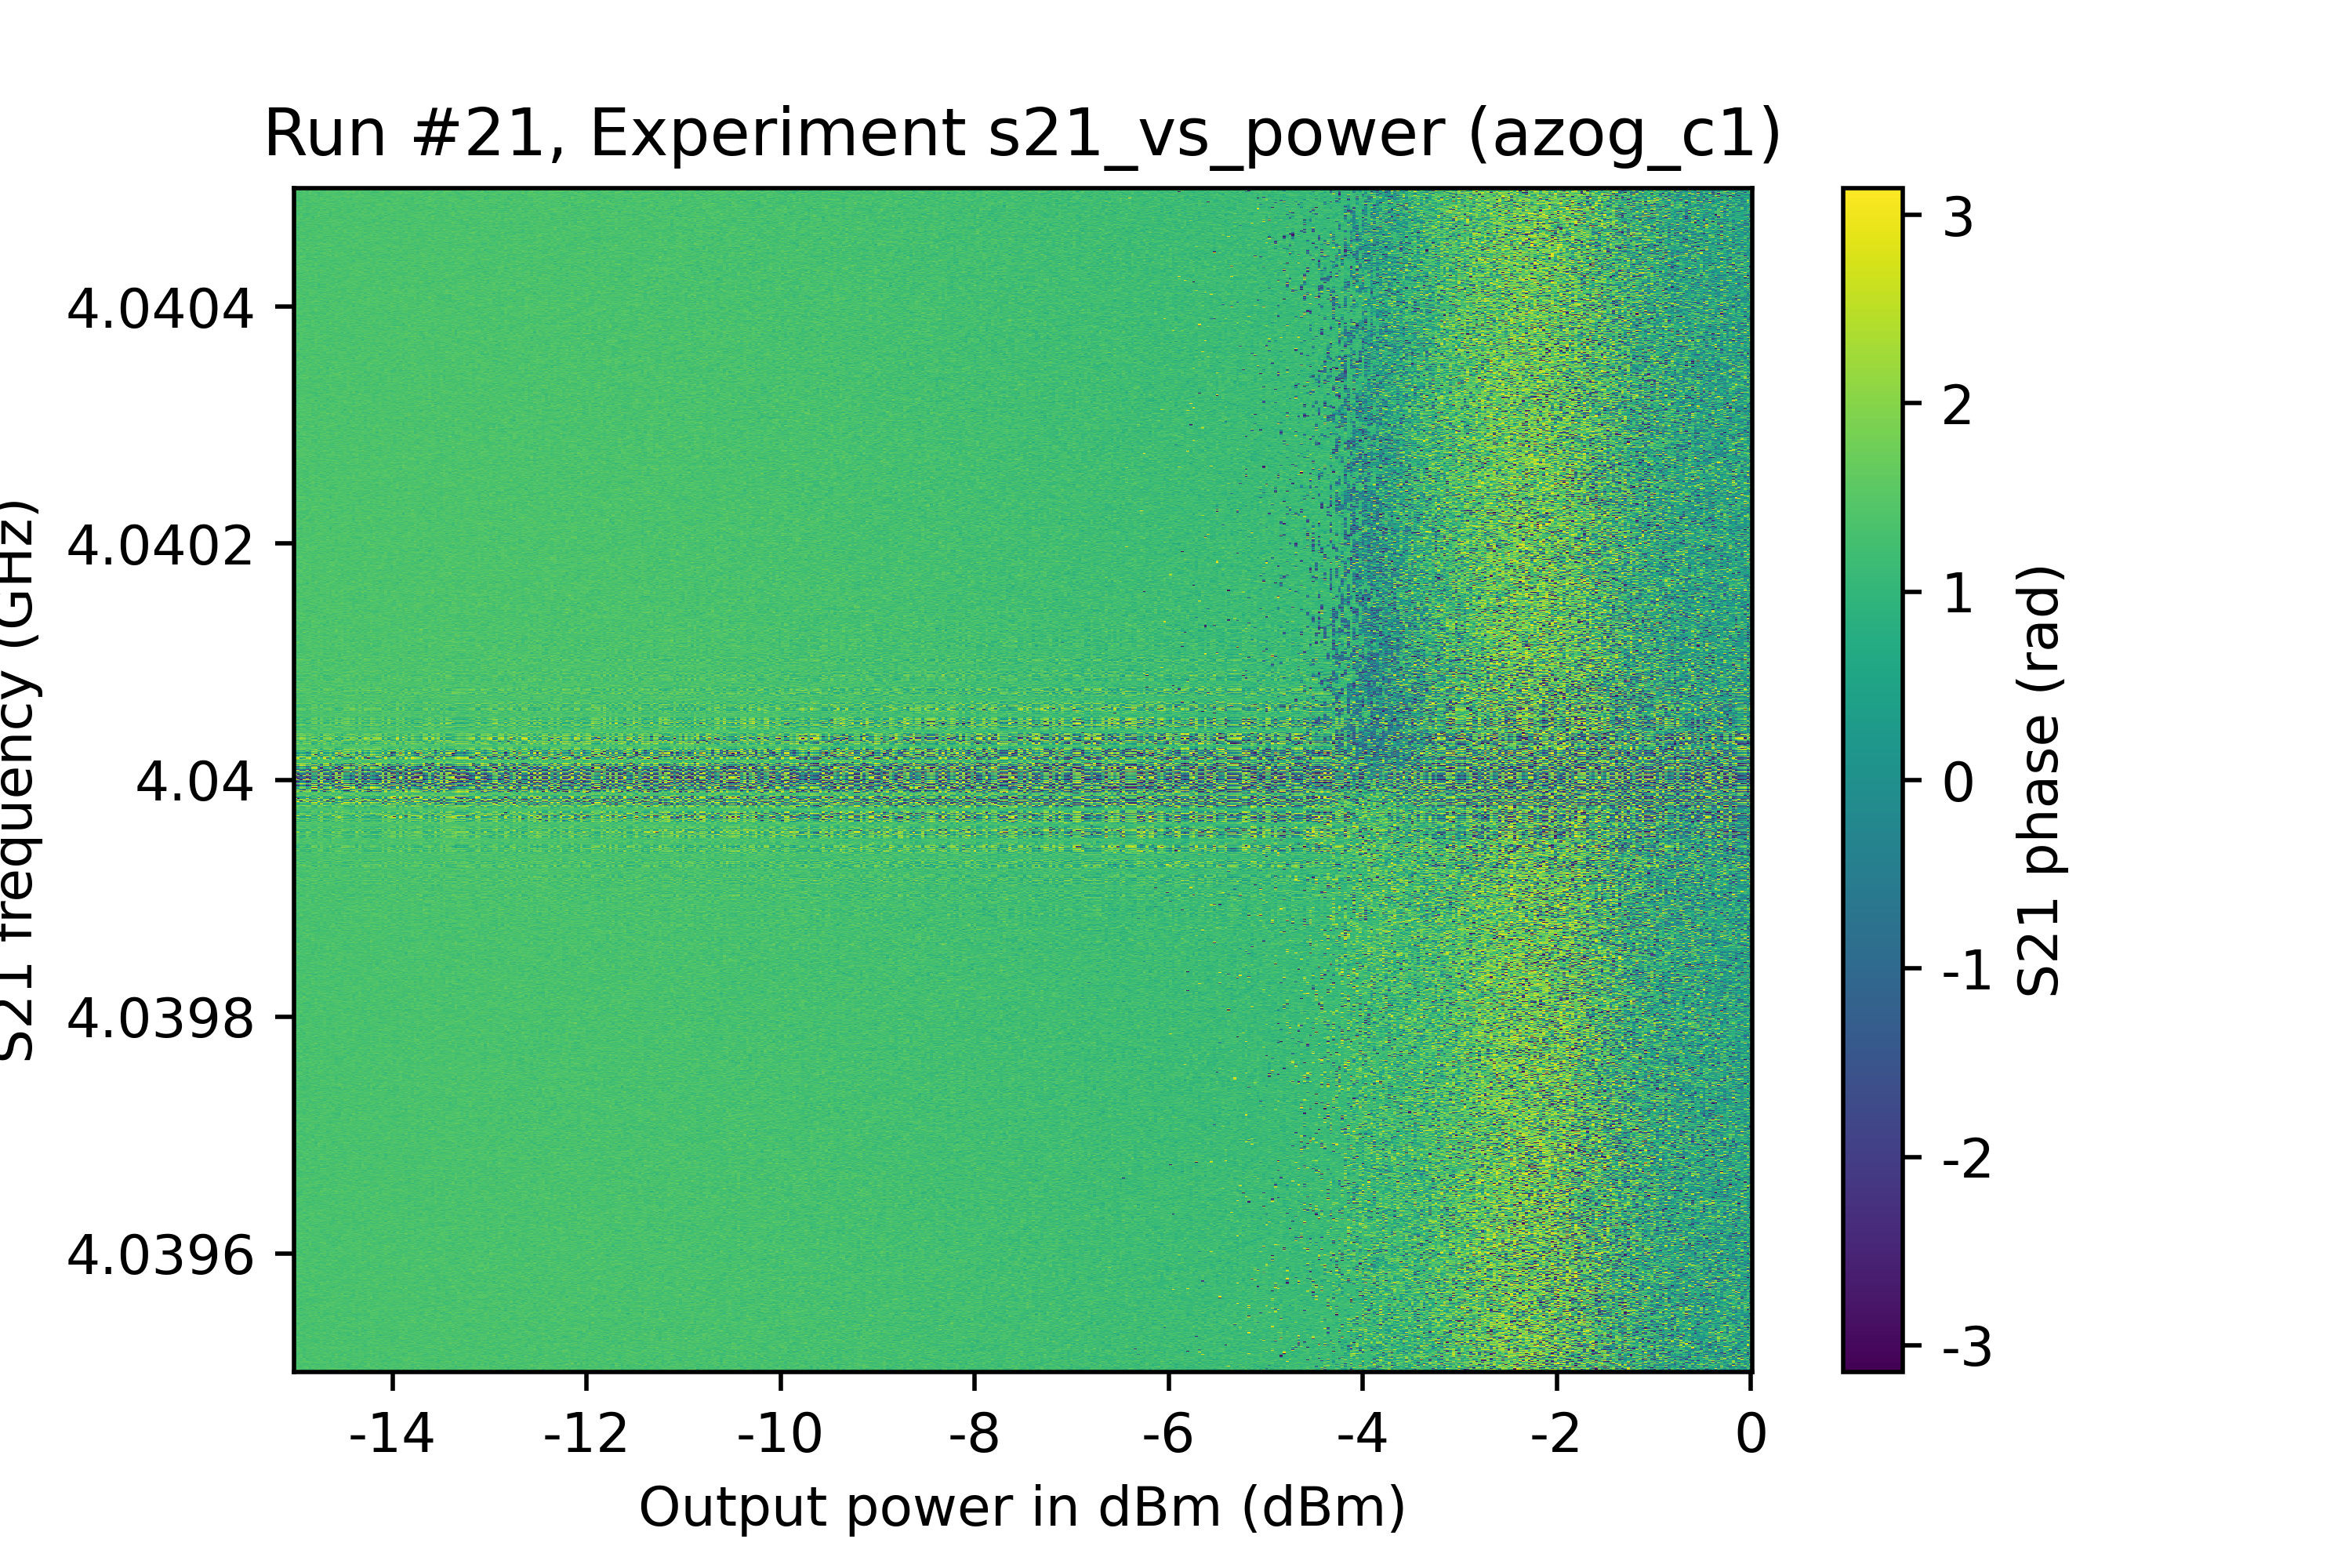 Run #21, Experiment s21_vs_power (azog_c1)
S21 frequency (GHz)
4.0404
4.0402
4.04
4.0398
4.0396
-14 -12 -10 -8 -6 -4 -2 0
Output power in dBm (dBm)
3
2
1
0
-1
-2
-3
S21 phase (rad)